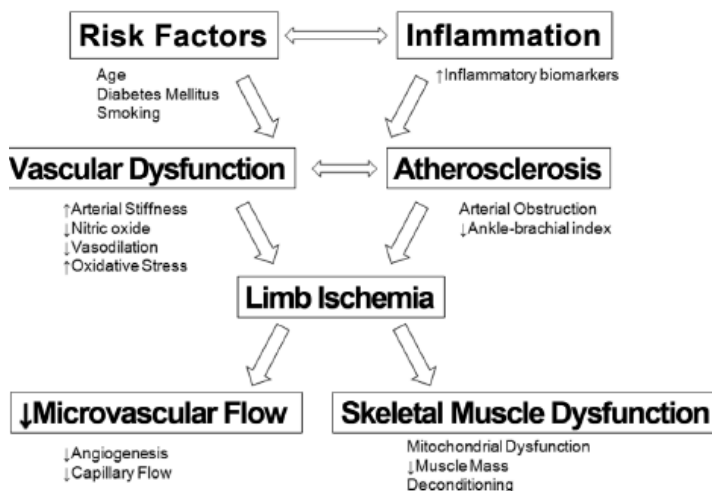 Risk Factors
Inflammation
Age
Diabetes Mellitus
Smoking
↑Inflammatory biomarkers
Vascular Dysfunction
Atherosclerosis
↑Arterial Stiffness
↓Nitric oxide
↓Vasodilation
↑Oxidative Stress
Arterial Obstruction
↓Ankle-brachial index
Limb Ischemia
↓Microvascular Flow
Skeletal Muscle Dysfunction
↓Angiogenesis
↓Capillary Flow
Mitochondrial Dysfunction
↓Muscle Mass
Deconditioning